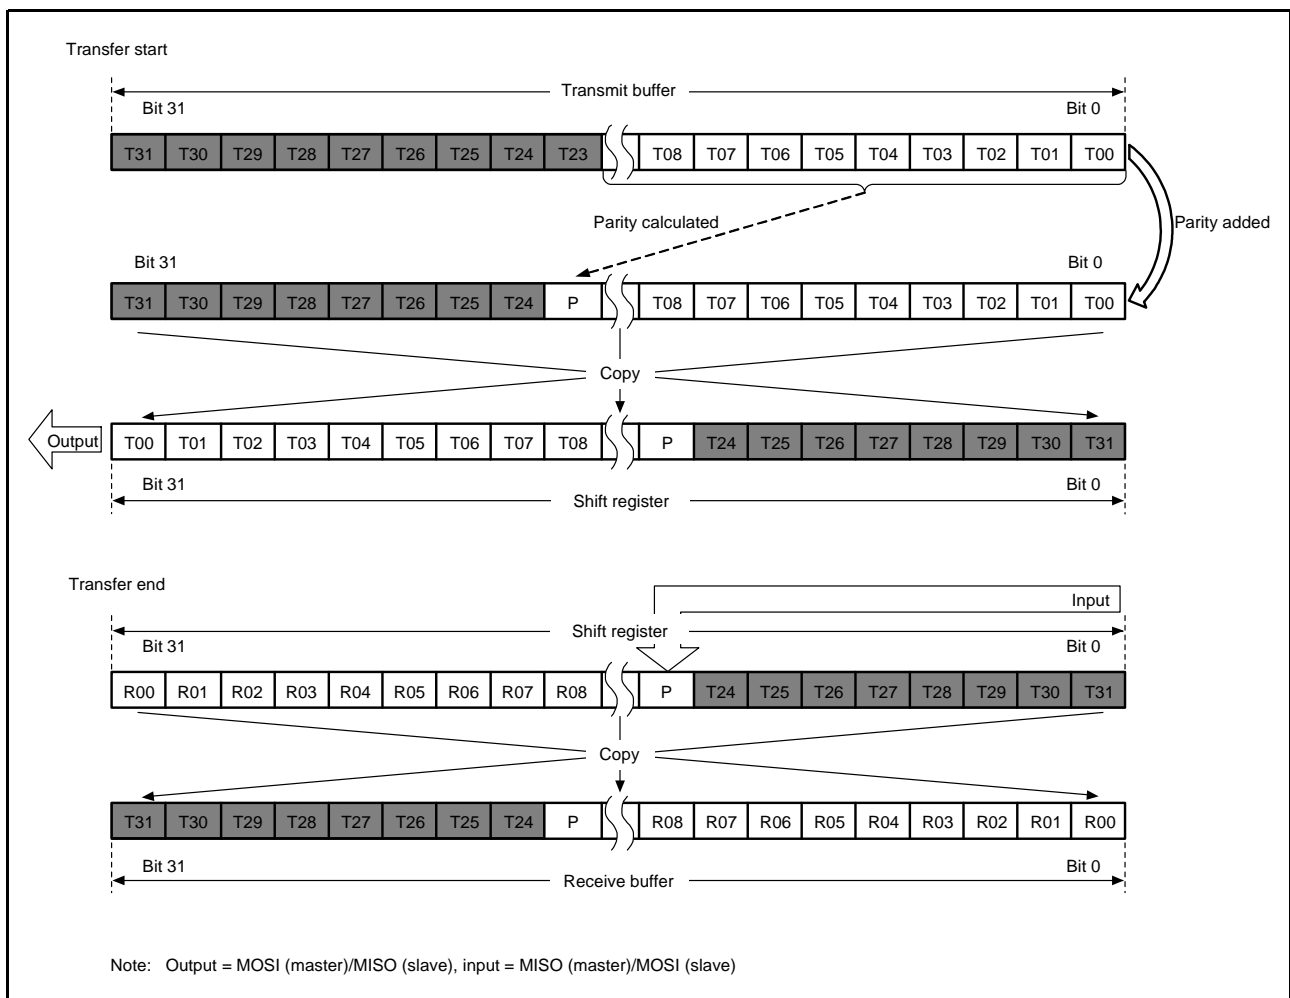 Transfer start
Transmit buffer
Bit 31 Bit 0
T31 T30 T29 T28 T27 T26 T25 T24 T23 T08 T07 T06 T05 T04 T03 T02 T01 T00
Parity calculated Parity added
Bit 31 Bit 0
T31 T30 T29 T28 T27 T26 T25 T24 P T08 T07 T06 T05 T04 T03 T02 T01 T00
Copy
Output T00 T01 T02 T03 T04 T05 T06 T07 T08 P T24 T25 T26 T27 T28 T29 T30 T31
Bit 31 Bit 0
Shift register
Transfer end
Input
Shift register
Bit 31 Bit 0
R00 R01 R02 R03 R04 R05 R06 R07 R08 P T24 T25 T26 T27 T28 T29 T30 T31
Copy
T31 T30 T29 T28 T27 T26 T25 T24 P R08 R07 R06 R05 R04 R03 R02 R01 R00
Bit 31 Bit 0
Receive buffer
Note: Output = MOSI (master)/MISO (slave), input = MISO (master)/MOSI (slave)